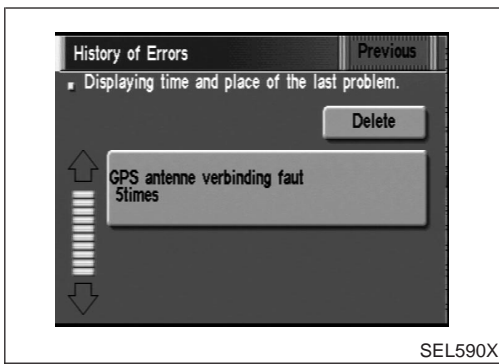 History of Errors
Previous
Displaying time and place of the last problem.
Delete
GPS antenne verbinding faut
5times
SEL590X